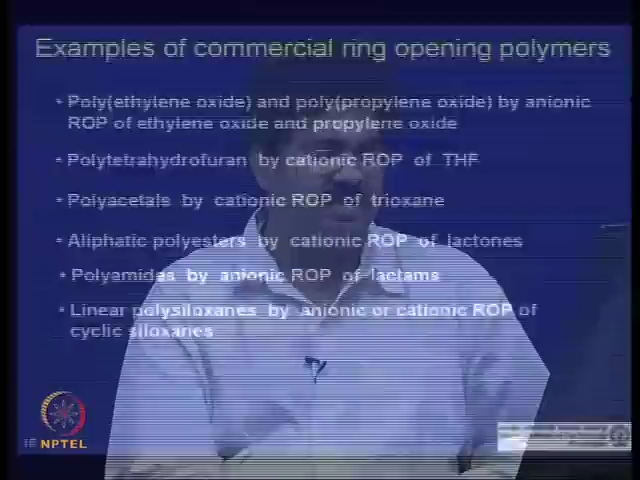 Examples of commercial ring opening polymers
• Poly(ethylene oxide) and poly(propylene oxide) by anionic
ROP of ethylene oxide and propylene oxide
• Polytetrahydrofuran by cationic ROP of THF
• Polyacetals by cationic ROP of trioxane
• Aliphatic polyesters by cationic ROP of lactones
• Polyamides by anionic ROP of lactams
• Linear polysiloxanes by anionic or cationic ROP of
cyclic siloxanes
NPTEL